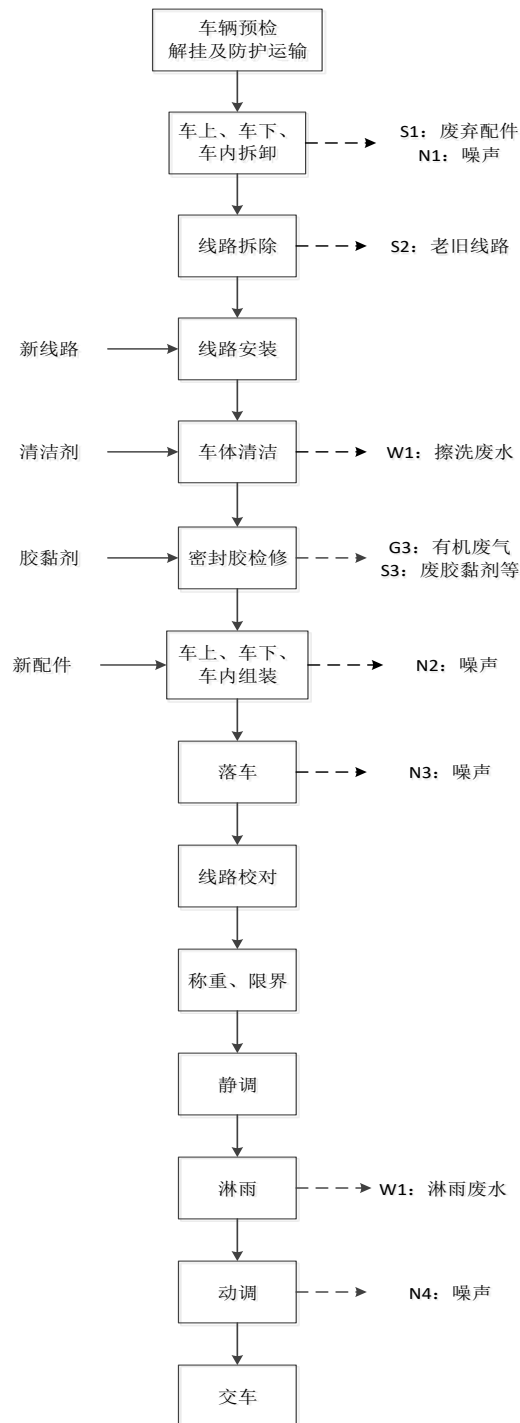 车辆预检
解挂及防护运输
车上、车下、
车内拆卸
S1：废弃配件
N1：噪声
线路拆除
S2：老旧线路
新线路
线路安装
清洁剂
车体清洁
W1：擦洗废水
胶黏剂
密封胶检修
G3：有机废气
S3：废胶黏剂等
新配件
车上、车下、
车内组装
N2：噪声
落车
N3：噪声
线路校对
称重、限界
静调
淋雨
W1：淋雨废水
动调
N4：噪声
交车